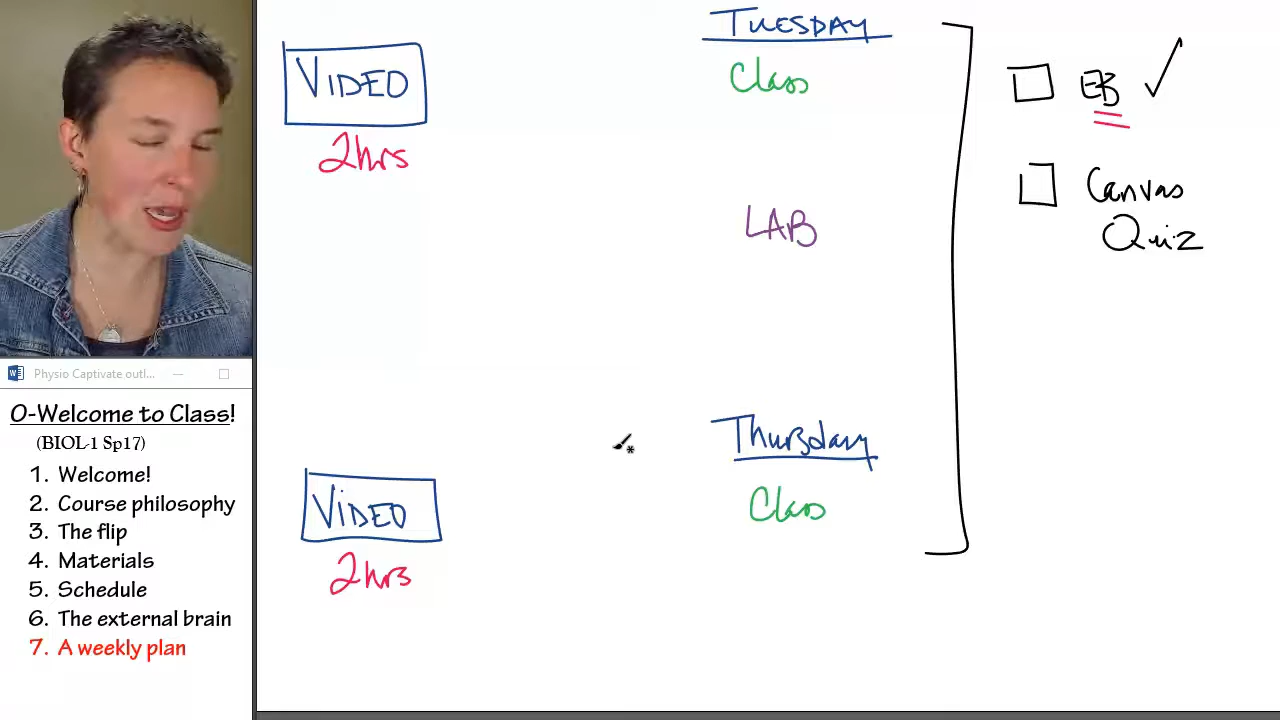 TUESDAY
VIDEO
Class
EB
2hrs
Canvas
Quiz
LAB
Physio Captivate outl...
O-Welcome to Class!
(BIOL-1 Sp17)
1. Welcome!
2. Course philosophy
3. The flip
4. Materials
5. Schedule
6. The external brain
7. A weekly plan
Thursday
VIDEO
Class
2hrs